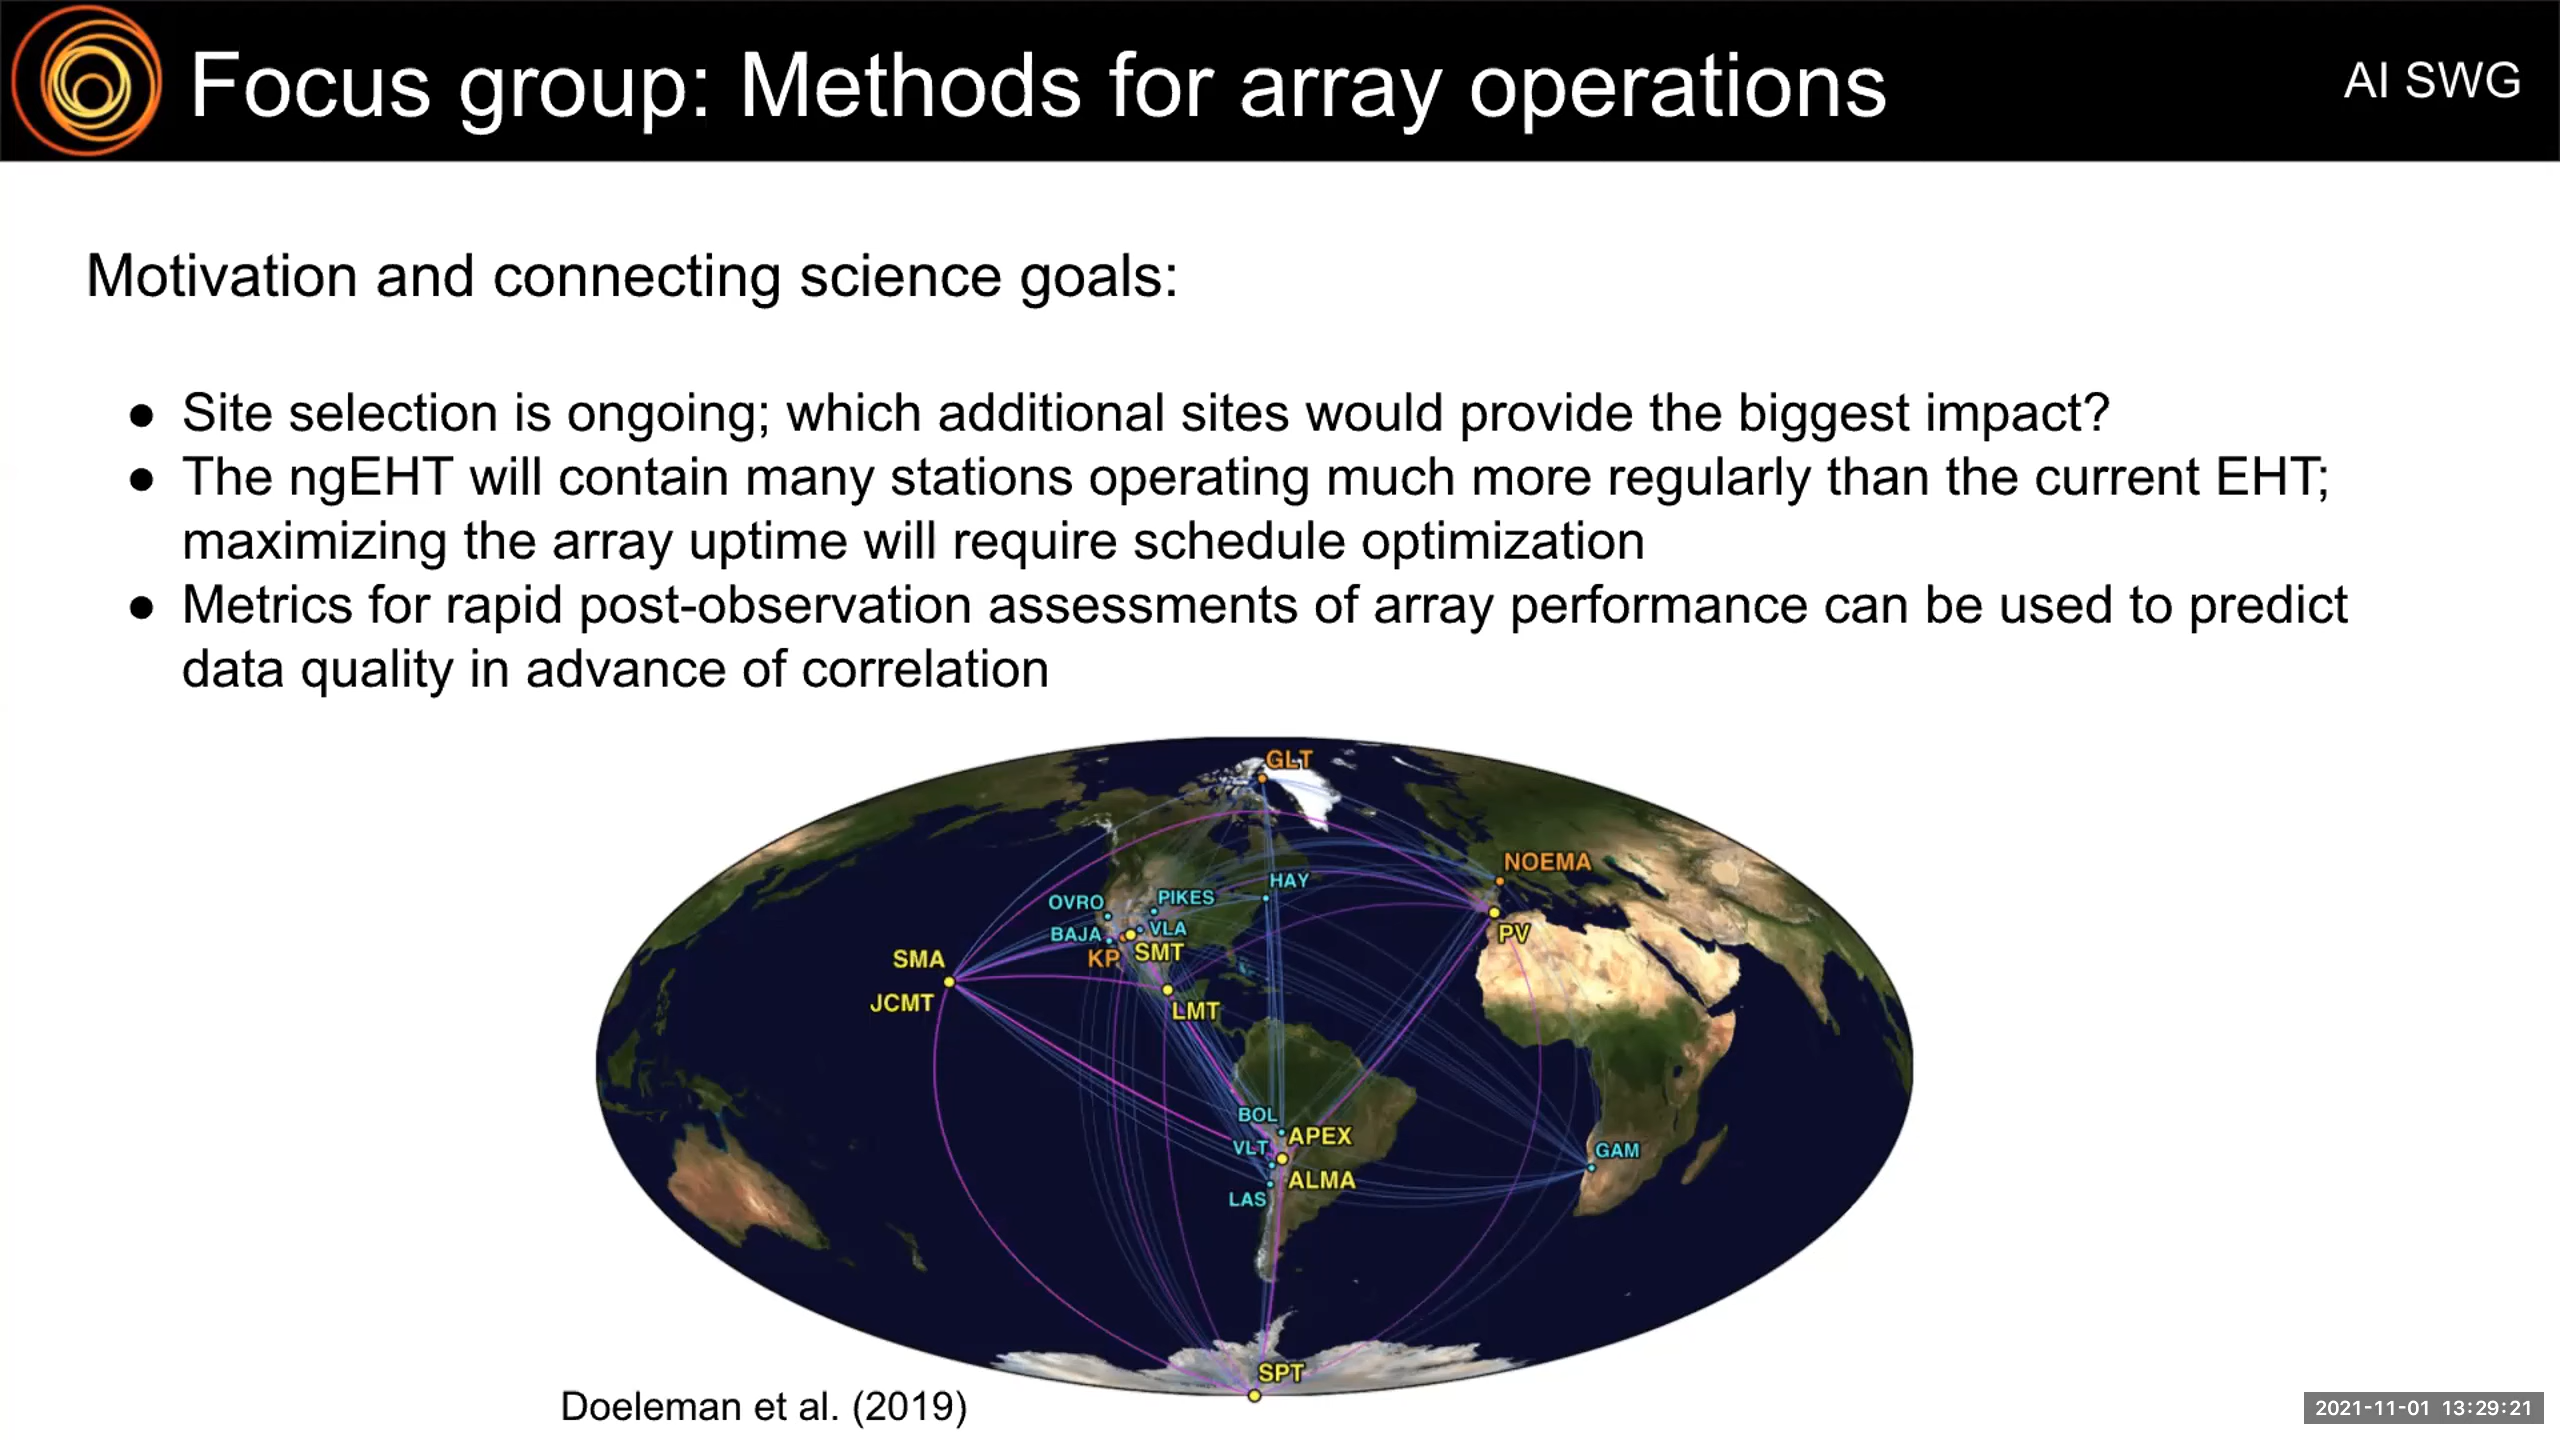 Focus group: Methods for array operations
AI SWG
Motivation and connecting science goals:
● Site selection is ongoing; which additional sites would provide the biggest impact?
● The ngEHT will contain many stations operating much more regularly than the current EHT;
maximizing the array uptime will require schedule optimization
● Metrics for rapid post-observation assessments of array performance can be used to predict
data quality in advance of correlation
GLT
NOEMA
HAY
OVRO
PIKES
BAJA
VLA
PV
KP
SMT
SMA
JCMT
LMT
BOL
APEX
VLT
GAM
ALMA
LAS
SPT
Doeleman et al. (2019)
2021-11-01 13:29:21